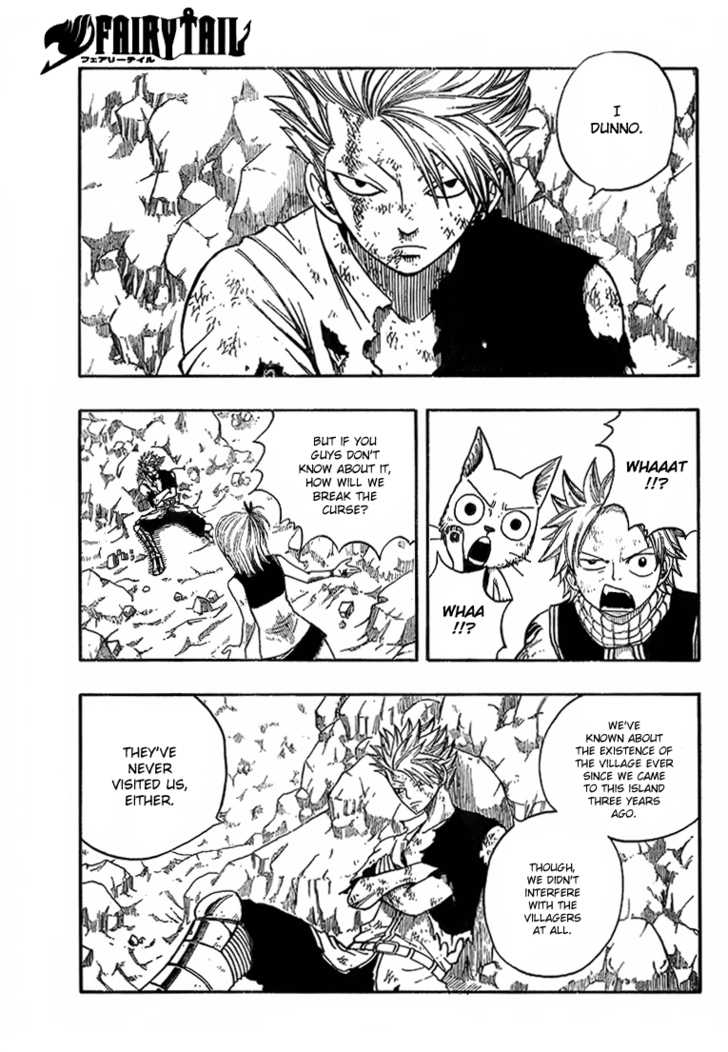 FAIRY TAIL
フェアリーテイル
I
DUNNO.
WHAAAT
!!?
WHAA
!!?
BUT IF YOU
GUYS DON'T
KNOW ABOUT IT,
HOW WILL WE
BREAK THE
CURSE?
WE'VE
KNOWN ABOUT
THE EXISTENCE OF
THE VILLAGE EVER
SINCE WE CAME
TO THIS ISLAND
THREE YEARS
AGO.
THOUGH,
WE DIDN'T
INTERFERE
WITH THE
VILLAGERS
AT ALL.
THEY'VE
NEVER
VISITED US,
EITHER.